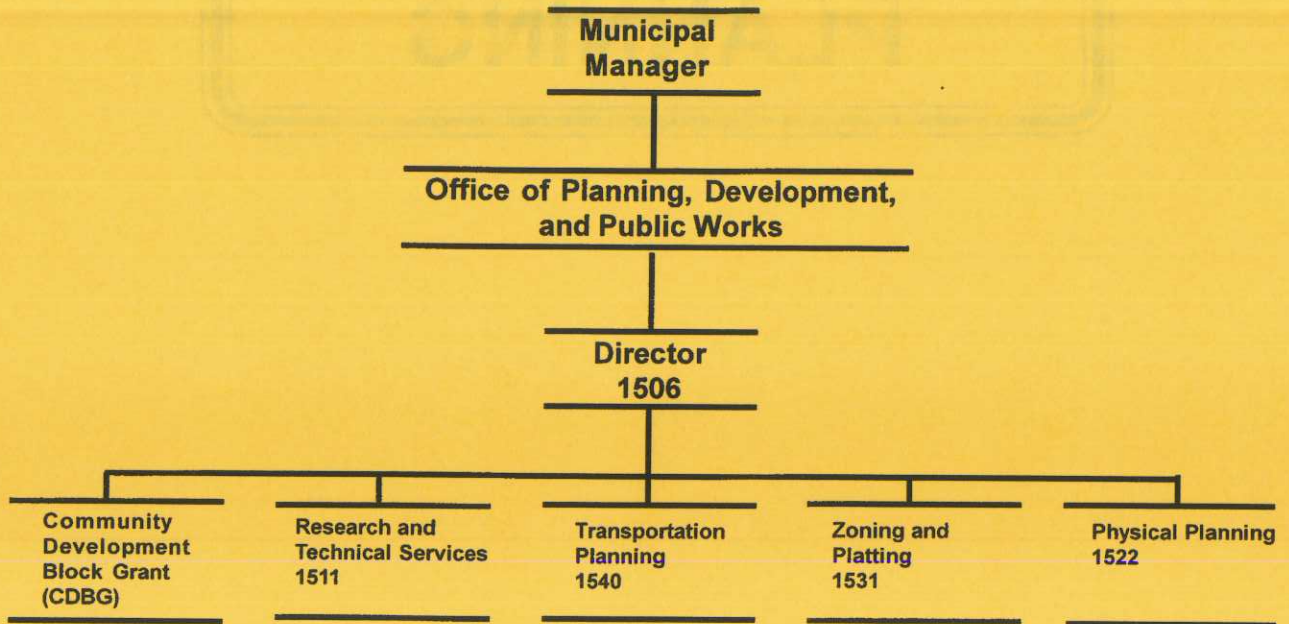 Municipal
Manager
Office of Planning, Development,
and Public Works
Director
1506
Community
Development
Block Grant
(CDBG)
Research and
Technical Services
1511
Transportation
Planning
1540
Zoning and
Platting
1531
Physical Planning
1522